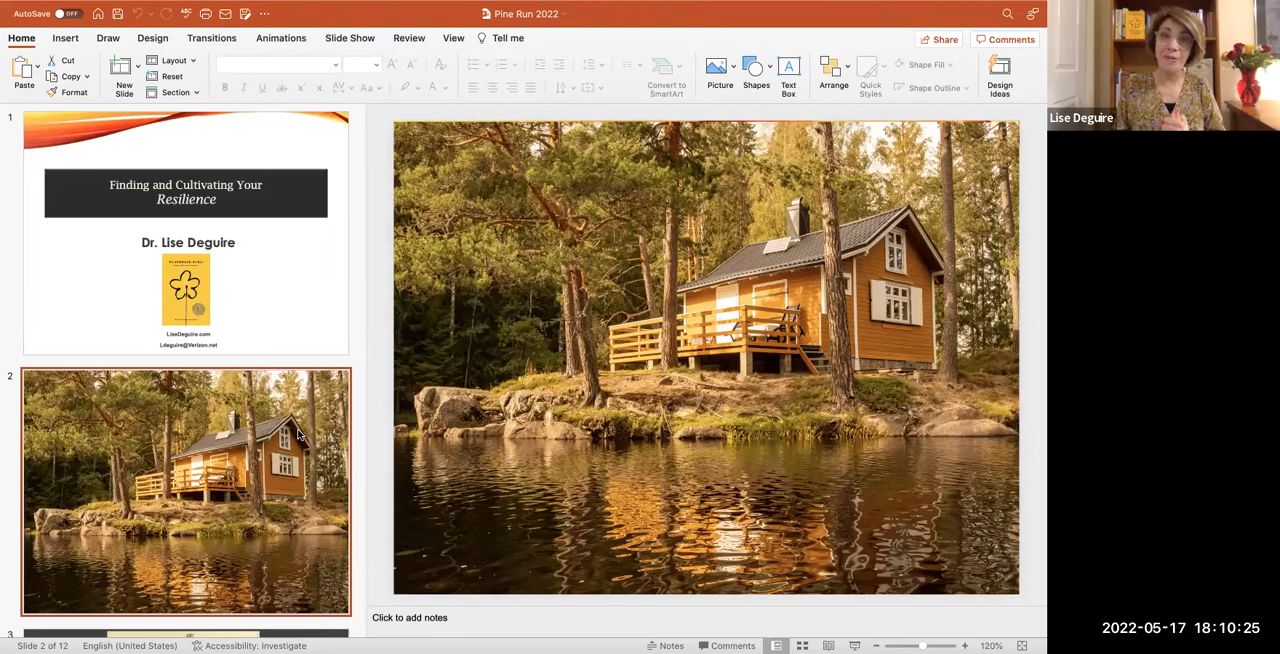 AutoSave OFF
Pine Run 2022
Home Insert Draw Design Transitions Animations Slide Show Review View Tell me
Share Comments
Paste
Cut
Copy
Format
New Slide
Layout
Reset
Section
Convert to SmartArt
Picture
Shapes
Text Box
Arrange
Quick Styles
Shape Fill
Shape Outline
Design Ideas
Lise Deguire
1
Finding and Cultivating Your
Resilience
Dr. Lise Deguire
LiseDeguire.com
Ldeguire@Verizon.net
2
3
Click to add notes
Slide 2 of 12 English (United States) Accessibility: Investigate Notes Comments 120%
2022-05-17 18:10:25